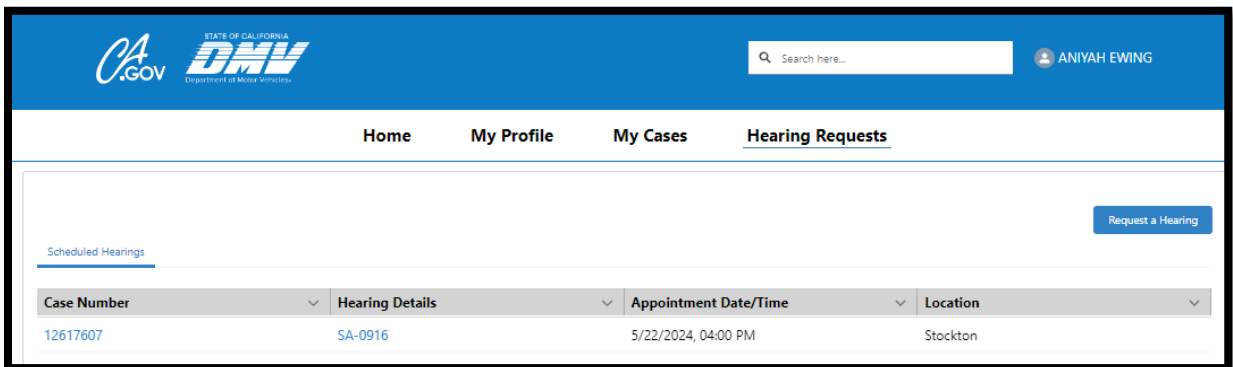 CA.GOV
STATE OF CALIFORNIA
DMV
Department of Motor Vehicles®
Search here...
ANIYAH EWING
Home My Profile My Cases Hearing Requests
Request a Hearing
Scheduled Hearings
Case Number Hearing Details Appointment Date/Time Location
12617607 SA-0916 5/22/2024, 04:00 PM Stockton